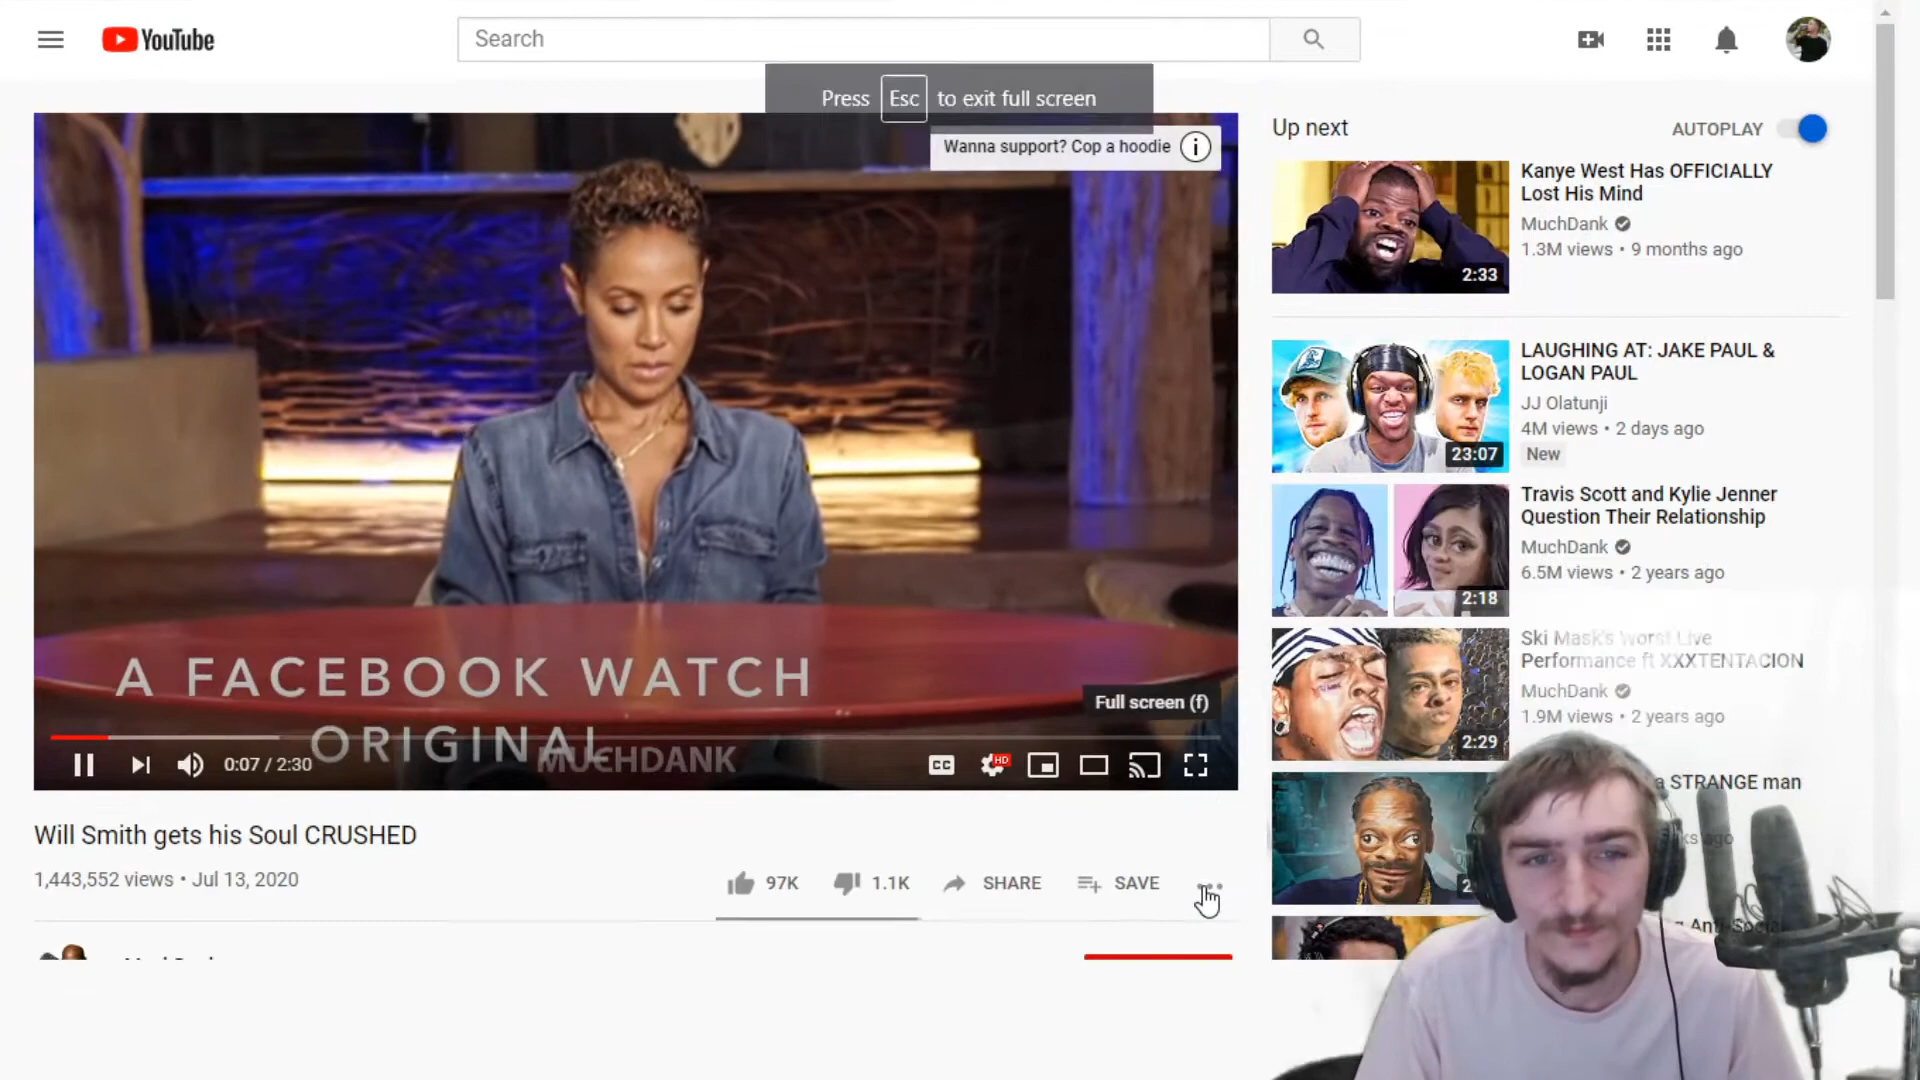 YouTube
Search
Press Esc to exit full screen
Wanna support? Cop a hoodie
A FACEBOOK WATCH
ORIGINAL
MUCHDANK
Full screen (f)
0:07 / 2:30
CC
HD
Will Smith gets his Soul CRUSHED
1,443,552 views • Jul 13, 2020
97K
1.1K
SHARE
SAVE
Up next
AUTOPLAY
2:33
Kanye West Has OFFICIALLY
Lost His Mind
MuchDank
1.3M views • 9 months ago
23:07
LAUGHING AT: JAKE PAUL &
LOGAN PAUL
JJ Olatunji
4M views • 2 days ago
New
2:18
Travis Scott and Kylie Jenner
Question Their Relationship
MuchDank
6.5M views • 2 years ago
2:29
Ski Mask's Worst Live
Performance ft XXXTENTACION
MuchDank
1.9M views • 2 years ago
a STRANGE man
ago